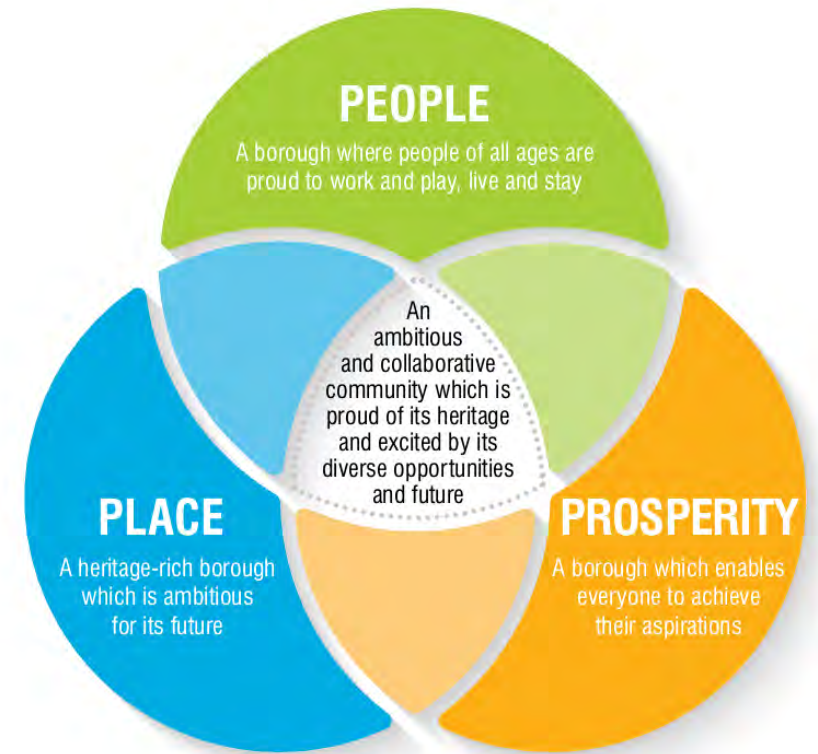 PEOPLE
A borough where people of all ages are
proud to work and play, live and stay
An
ambitious
and collaborative
community which is
proud of its heritage
and excited by its
diverse opportunities
and future
PLACE
A heritage-rich borough
which is ambitious
for its future
PROSPERITY
A borough which enables
everyone to achieve
their aspirations